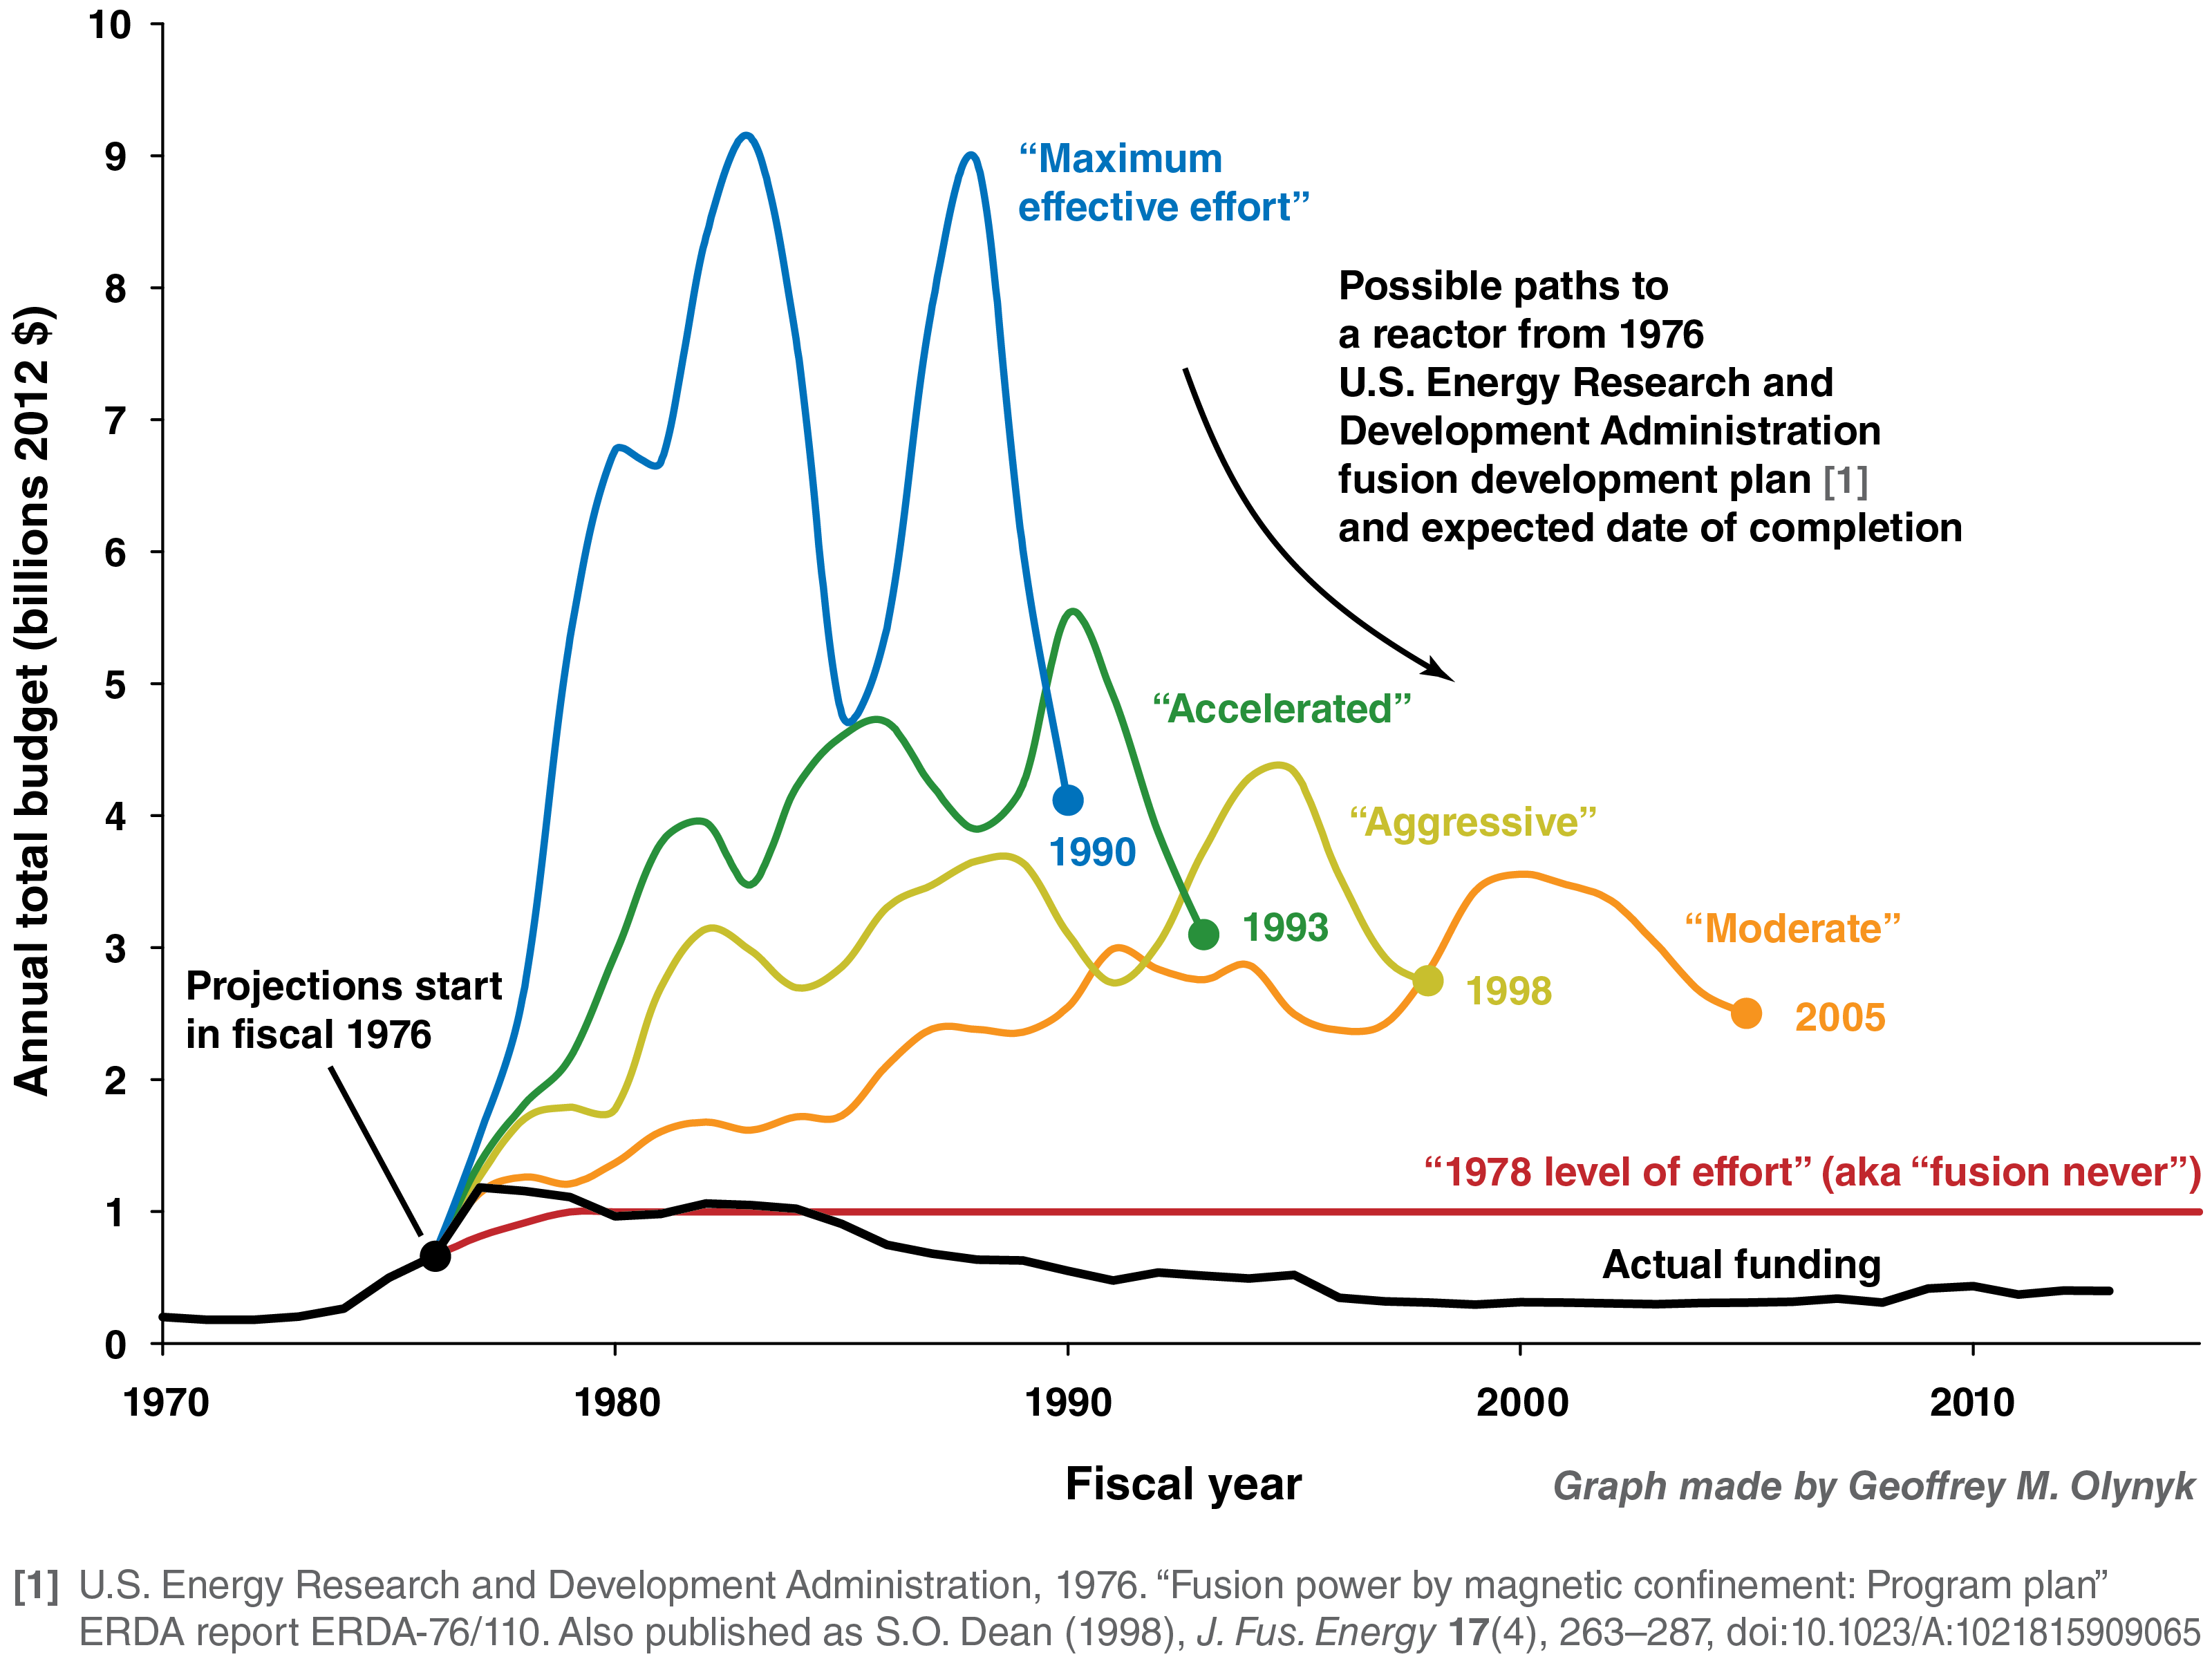 10
9
8
7
6
5
4
3
2
1
0
Annual total budget (billions 2012 $)
“Maximum
effective effort”
Possible paths to
a reactor from 1976
U.S. Energy Research and
Development Administration
fusion development plan [1]
and expected date of completion
“Accelerated”
“Aggressive”
1990
1993
“Moderate”
1998
2005
Projections start
in fiscal 1976
“1978 level of effort” (aka “fusion never”)
Actual funding
1970
1980
1990
2000
2010
Fiscal year
Graph made by Geoffrey M. Olynyk
[1] U.S. Energy Research and Development Administration, 1976. “Fusion power by magnetic confinement: Program plan”
ERDA report ERDA-76/110. Also published as S.O. Dean (1998), J. Fus. Energy 17(4), 263–287, doi:10.1023/A:1021815909065